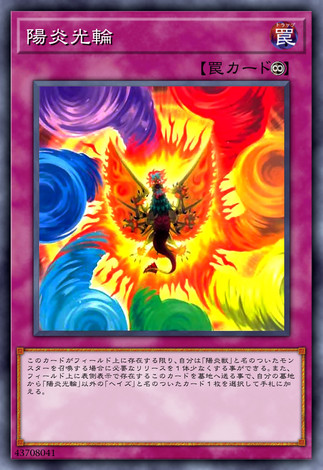 陽炎光輪
トラップ
罠
【罠カード】
このカードがフィールド上に存在する限り、自分は「陽炎獣」と名のついたモン
スターを召喚する場合に必要なリリースを1体少なくする事ができる。また、
フィールド上に表側表示で存在するこのカードを墓地へ送る事で、自分の墓地
から「陽炎光輪」以外の「ヘイズ」と名のついたカード1枚を選択して手札に加
える。
43708041